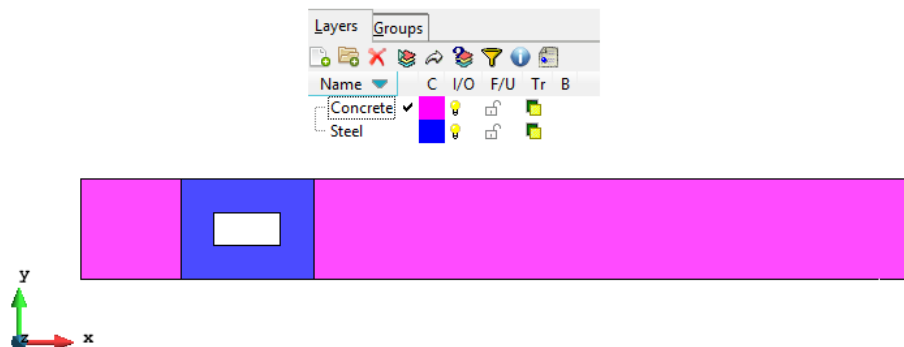 Layers Groups
Name C I/O F/U Tr B
Concrete
Steel
y
z x